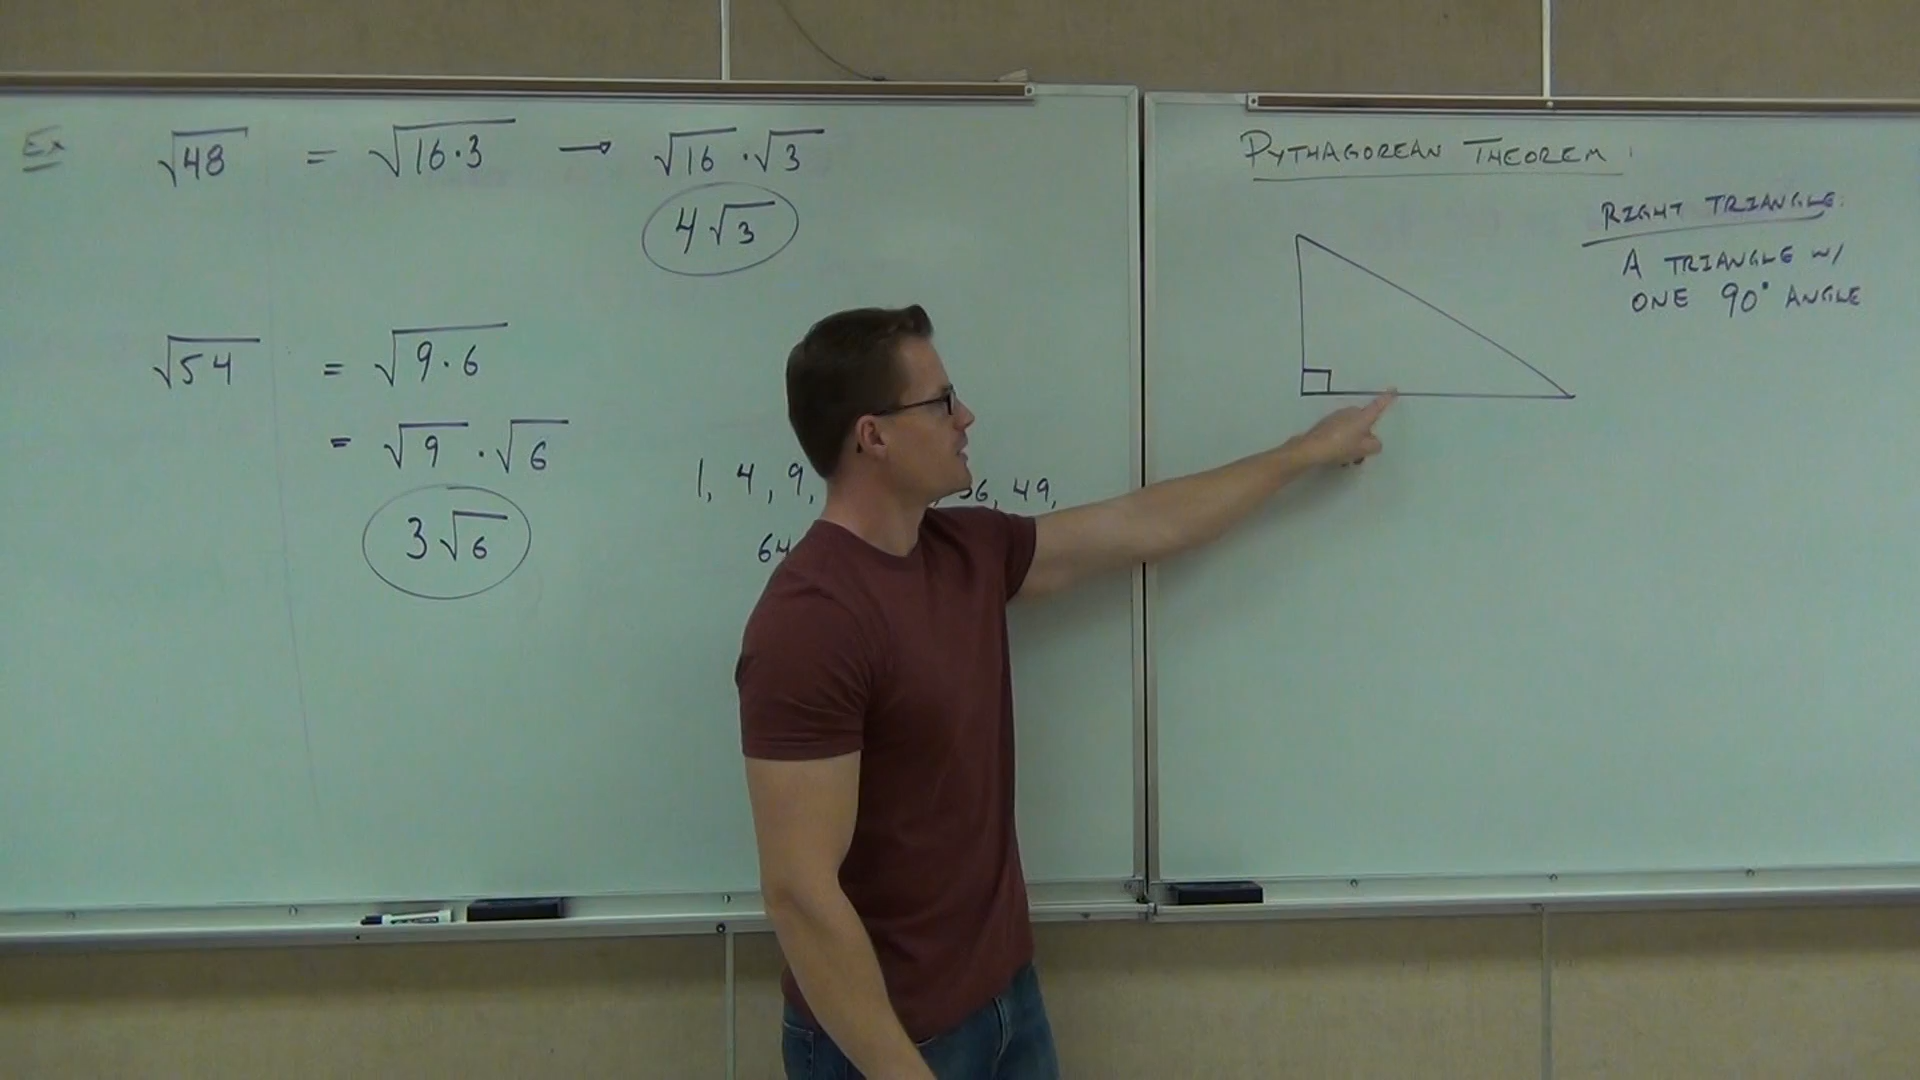 Ex √48 = √16·3 → √16 · √3
4√3
√54 = √9·6
= √9 · √6
3√6
1, 4, 9, 49,
64
PYTHAGOREAN THEOREM:
RIGHT TRIANGLE:
A TRIANGLE W/
ONE 90° ANGLE